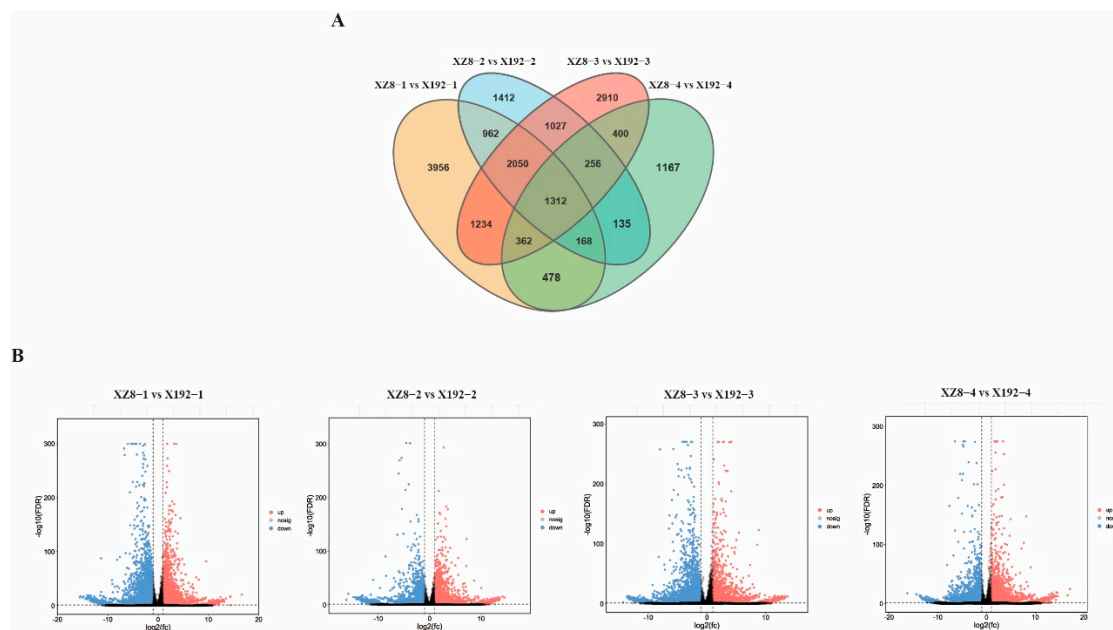 A
XZ8−2 vs X192−2 XZ8−3 vs X192−3
XZ8−1 vs X192−1 XZ8−4 vs X192−4
1412 2910
962 1027 400
3956 2050 256 1167
1312
1234 135
362 168
478
B
XZ8−1 vs X192−1 XZ8−2 vs X192−2 XZ8−3 vs X192−3 XZ8−4 vs X192−4
-log10(FDR)
300
200
100
0
-20 -10 0 10 20
log2(fc)
up
nosig
down
-log10(FDR)
300
200
100
0
-10 0 10
log2(fc)
up
nosig
down
-log10(FDR)
300
200
100
0
-10 0 10
log2(fc)
up
nosig
down
-log10(FDR)
300
200
100
0
-20 -10 0 10 20
log2(fc)
up
nosig
dow